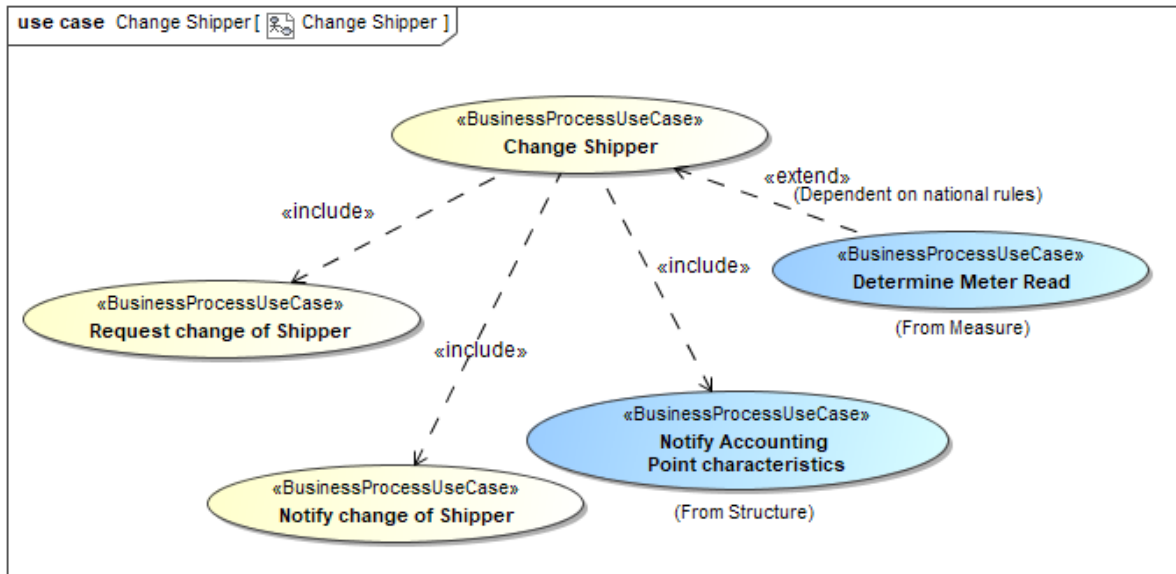 use case Change Shipper [ Change Shipper ]
«BusinessProcessUseCase»
Change Shipper
«extend»
(Dependent on national rules)
«include»
«BusinessProcessUseCase»
Determine Meter Read
(From Measure)
«include»
«BusinessProcessUseCase»
Request change of Shipper
«include»
«BusinessProcessUseCase»
Notify Accounting
Point characteristics
(From Structure)
«BusinessProcessUseCase»
Notify change of Shipper